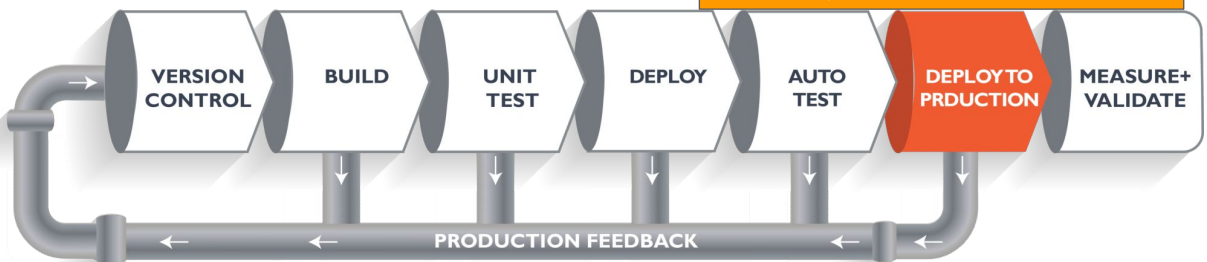 VERSION
CONTROL
BUILD
UNIT
TEST
DEPLOY
AUTO
TEST
DEPLOY TO
PRDUCTION
MEASURE+
VALIDATE
PRODUCTION FEEDBACK